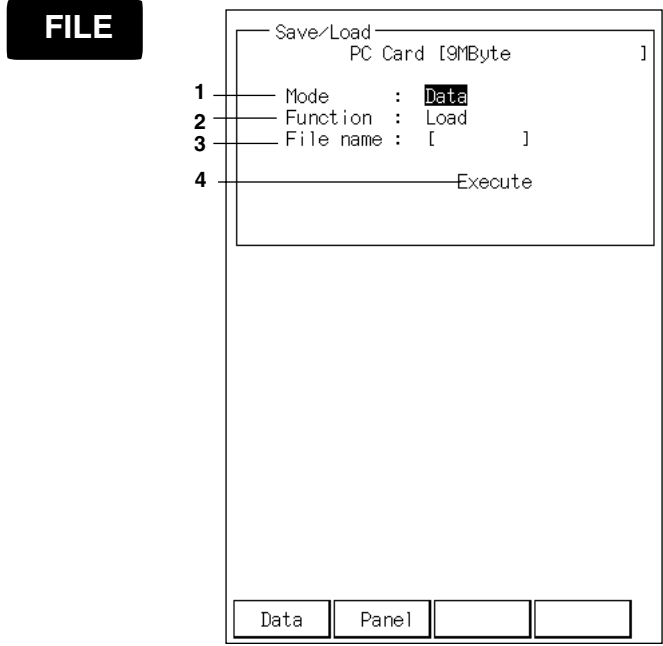 FILE
Save/Load
PC Card [9MByte ]
1 Mode : Data
2 Function : Load
3 File name : [ ]
4 Execute
Data Panel